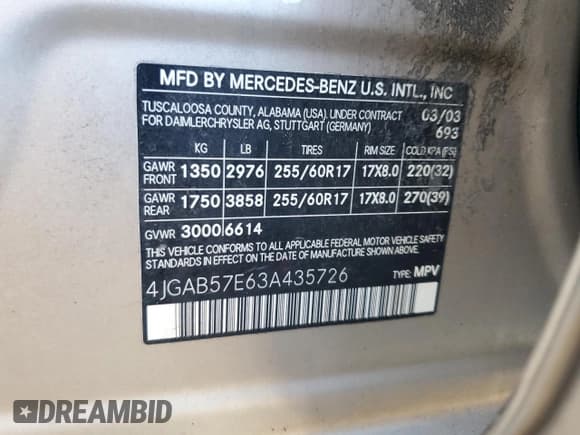 MFD BY MERCEDES-BENZ U.S. INTL., INC
TUSCALOOSA COUNTY, ALABAMA (USA). UNDER CONTRACT 03/03
FOR DAIMLERCHRYSLER AG, STUTTGART (GERMANY) 693
KG LB TIRES RIM SIZE COLD KPA (PSI)
GAWR FRONT 1350 2976 255/60R17 17X8.0 220(32)
GAWR REAR 1750 3858 255/60R17 17X8.0 270(39)
GVWR 3000 6614
THIS VEHICLE CONFORMS TO ALL APPLICABLE FEDERAL MOTOR VEHICLE SAFETY
STANDARDS IN EFFECT ON THE DATE OF MANUFACTURE SHOWN ABOVE.
4JGAB57E63A435726 TYPE: MPV
DREAMBID